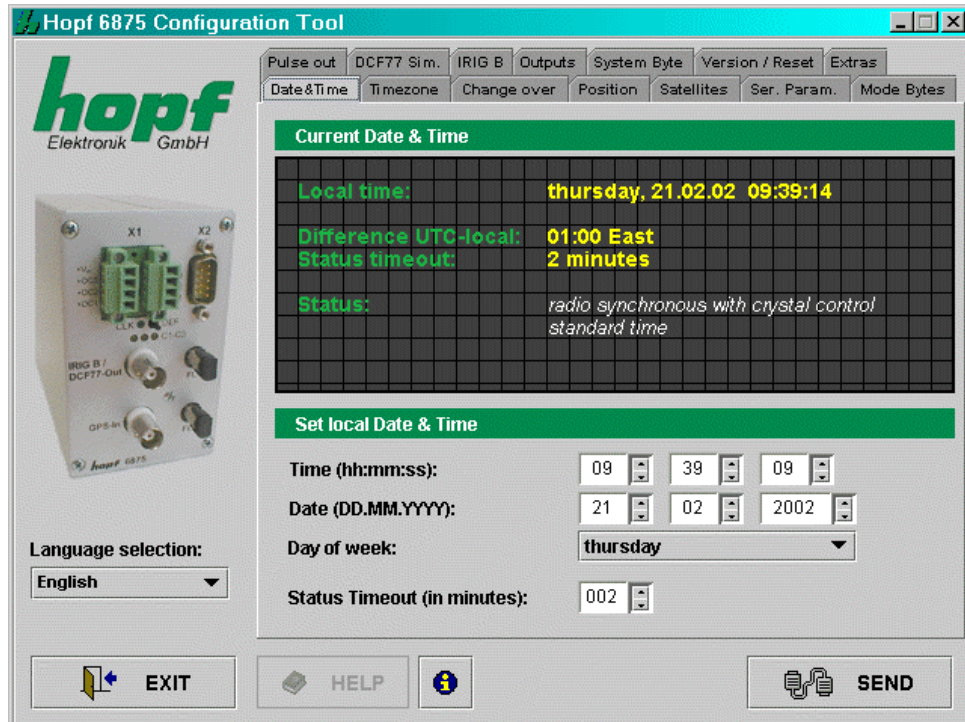 Hopf 6875 Configuration Tool
hopf
Elektronik GmbH
Pulse out DCF77 Sim. IRIG B Outputs System Byte Version / Reset Extras
Date&Time Timezone Change over Position Satellites Ser. Param. Mode Bytes
Current Date & Time
Local time: thursday, 21.02.02 09:39:14
Difference UTC-local: 01:00 East
Status timeout: 2 minutes
Status: radio synchronous with crystal control
standard time
X1 X2
IRIG B /
DCF77-Out
GPS-In
hopf 6875
Set local Date & Time
Time (hh:mm:ss): 09 39 09
Date (DD.MM.YYYY): 21 02 2002
Day of week: thursday
Status Timeout (in minutes): 002
Language selection:
English
EXIT HELP SEND